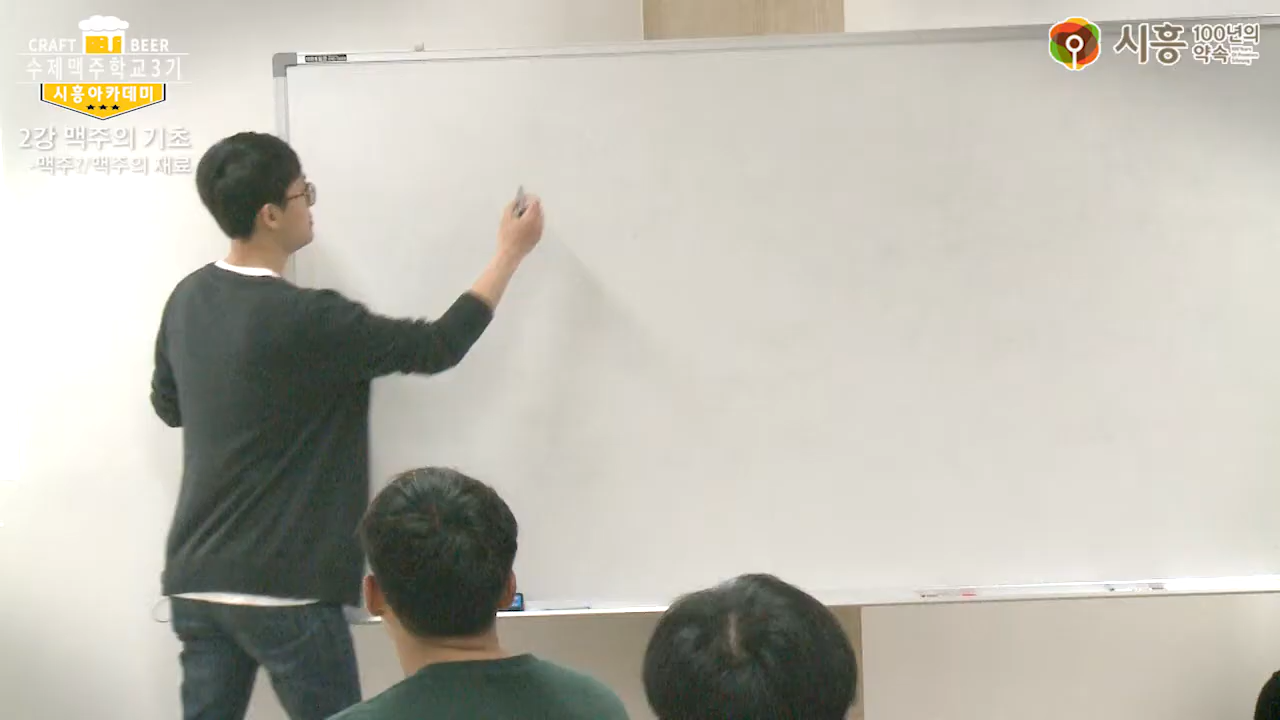 CRAFT BEER
수제맥주학교3기
시흥아카데미
2강 맥주의 기초
-맥주?/맥주의 재료
시흥 100년의
약속